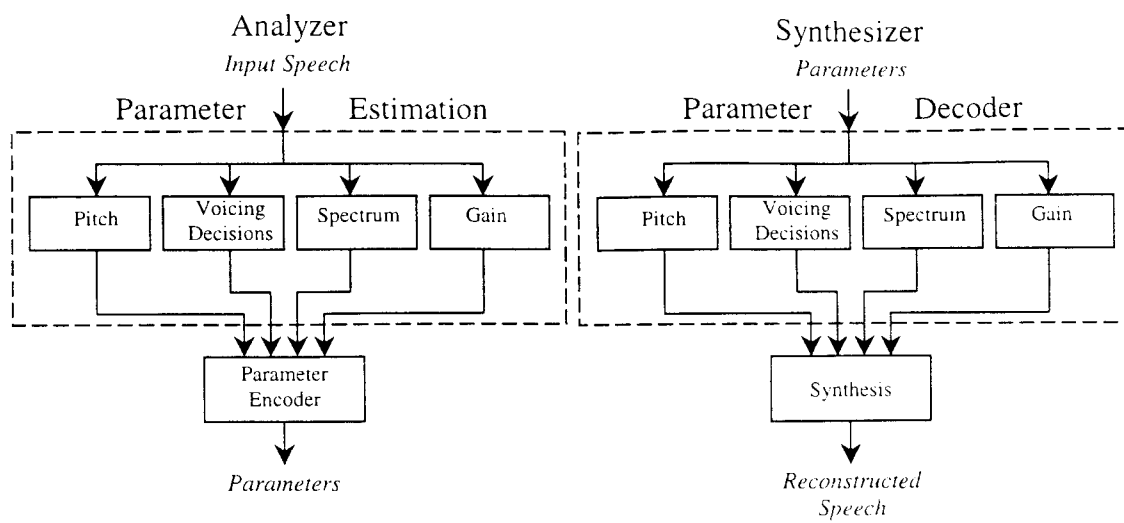 Analyzer
Input Speech
Parameter Estimation
Pitch
Voicing
Decisions
Spectrum
Gain
Parameter
Encoder
Parameters
Synthesizer
Parameters
Parameter Decoder
Pitch
Voicing
Decisions
Spectrum
Gain
Synthesis
Reconstructed
Speech